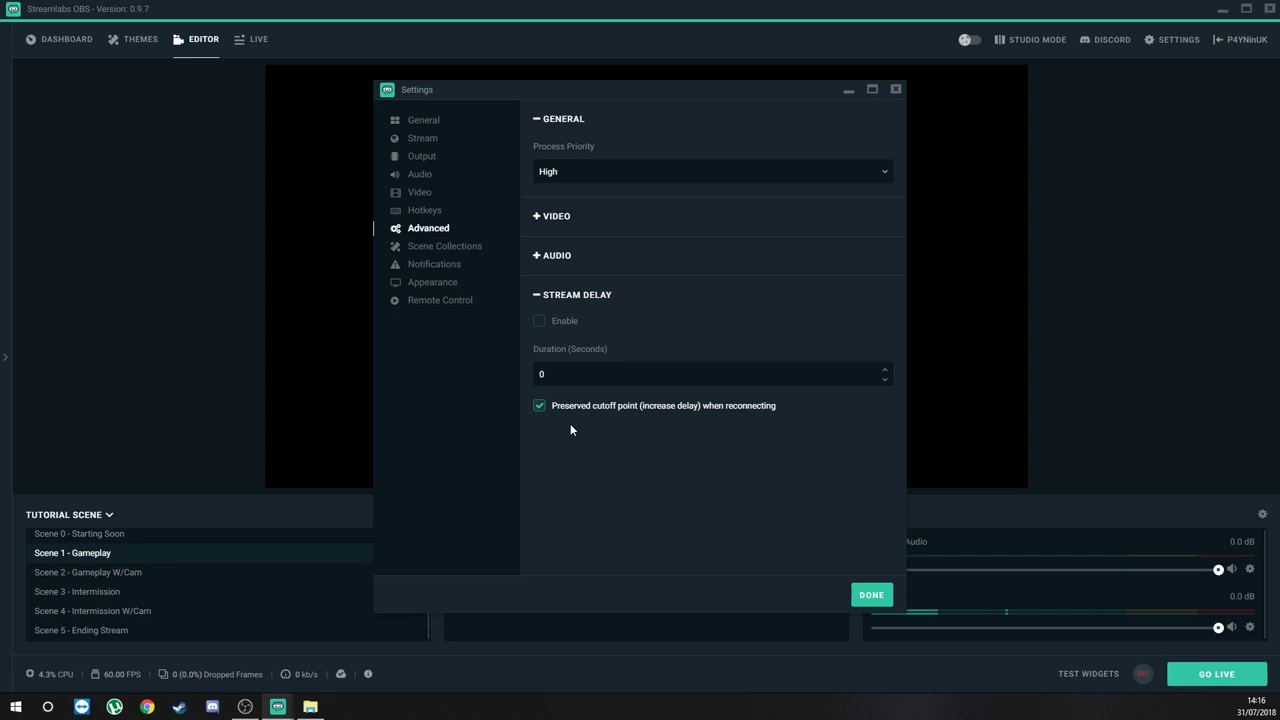 Streamlabs OBS - Version: 0.9.7
DASHBOARD
THEMES
EDITOR
LIVE
STUDIO MODE
DISCORD
SETTINGS
P4YNinUK
Settings
General
Stream
Output
Audio
Video
Hotkeys
Advanced
Scene Collections
Notifications
Appearance
Remote Control
GENERAL
Process Priority
High
VIDEO
AUDIO
STREAM DELAY
Enable
Duration (Seconds)
0
Preserved cutoff point (increase delay) when reconnecting
DONE
TUTORIAL SCENE
Scene 0 - Starting Soon
Scene 1 - Gameplay
Scene 2 - Gameplay W/Cam
Scene 3 - Intermission
Scene 4 - Intermission W/Cam
Scene 5 - Ending Stream
Audio 0.0 dB
0.0 dB
4.3% CPU
60.00 FPS
0 (0.0%) Dropped Frames
0 kb/s
TEST WIDGETS
REC
GO LIVE
14:16
31/07/2018